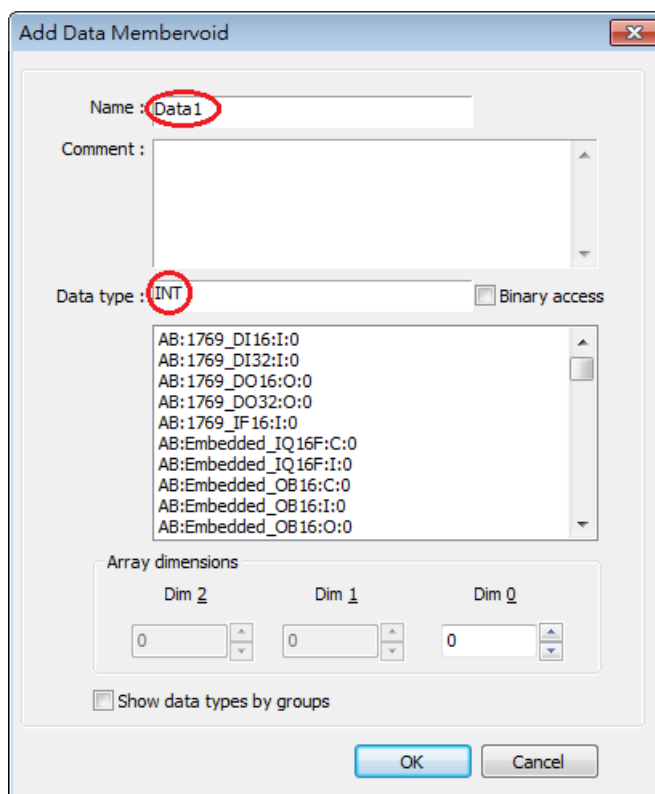 Add Data Membervoid
Name : Data1
Comment :
Data type : INT
Binary access
AB:1769_DI16:I:0
AB:1769_DI32:I:0
AB:1769_DO16:O:0
AB:1769_DO32:O:0
AB:1769_IF16:I:0
AB:Embedded_IQ16F:C:0
AB:Embedded_IQ16F:I:0
AB:Embedded_OB16:C:0
AB:Embedded_OB16:I:0
AB:Embedded_OB16:O:0
Array dimensions
Dim 2 Dim 1 Dim 0
0 0 0
Show data types by groups
OK Cancel